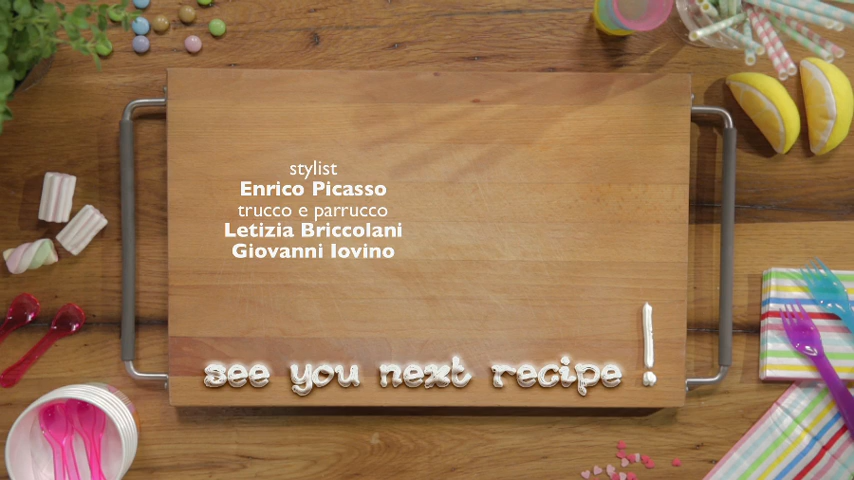 stylist
Enrico Picasso
trucco e parrucco
Letizia Briccolani
Giovanni Iovino
see you next recipe!